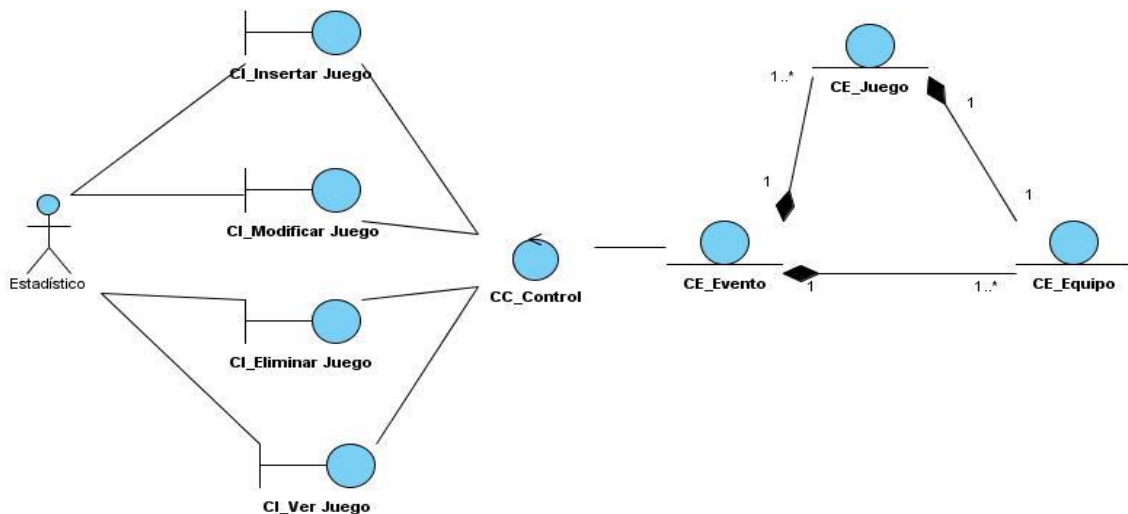 CI_Insertar Juego
CE_Juego
1..*
1
1
1
CI_Modificar Juego
Estadístico
CC_Control
CE_Evento
1
1..*
CE_Equipo
CI_Eliminar Juego
CI_Ver Juego